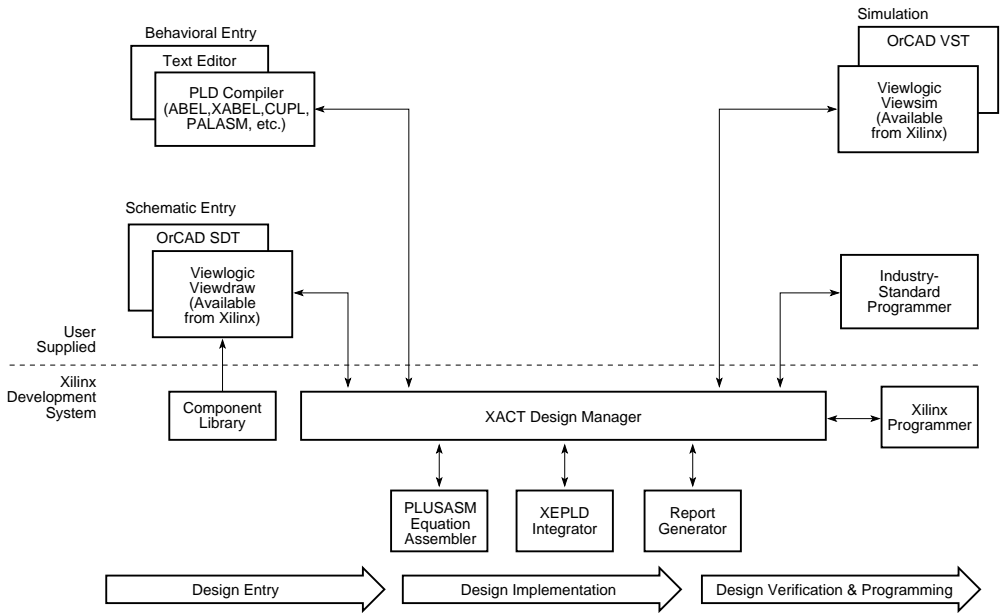 Behavioral Entry
Text Editor
PLD Compiler
(ABEL,XABEL,CUPL,
PALASM, etc.)
Simulation
OrCAD VST
Viewlogic
Viewsim
(Available
from Xilinx)
Schematic Entry
OrCAD SDT
Viewlogic
Viewdraw
(Available
from Xilinx)
Industry-
Standard
Programmer
User
Supplied
Xilinx
Development
System
Component
Library
XACT Design Manager
Xilinx
Programmer
PLUSASM
Equation
Assembler
XEPLD
Integrator
Report
Generator
Design Entry
Design Implementation
Design Verification & Programming